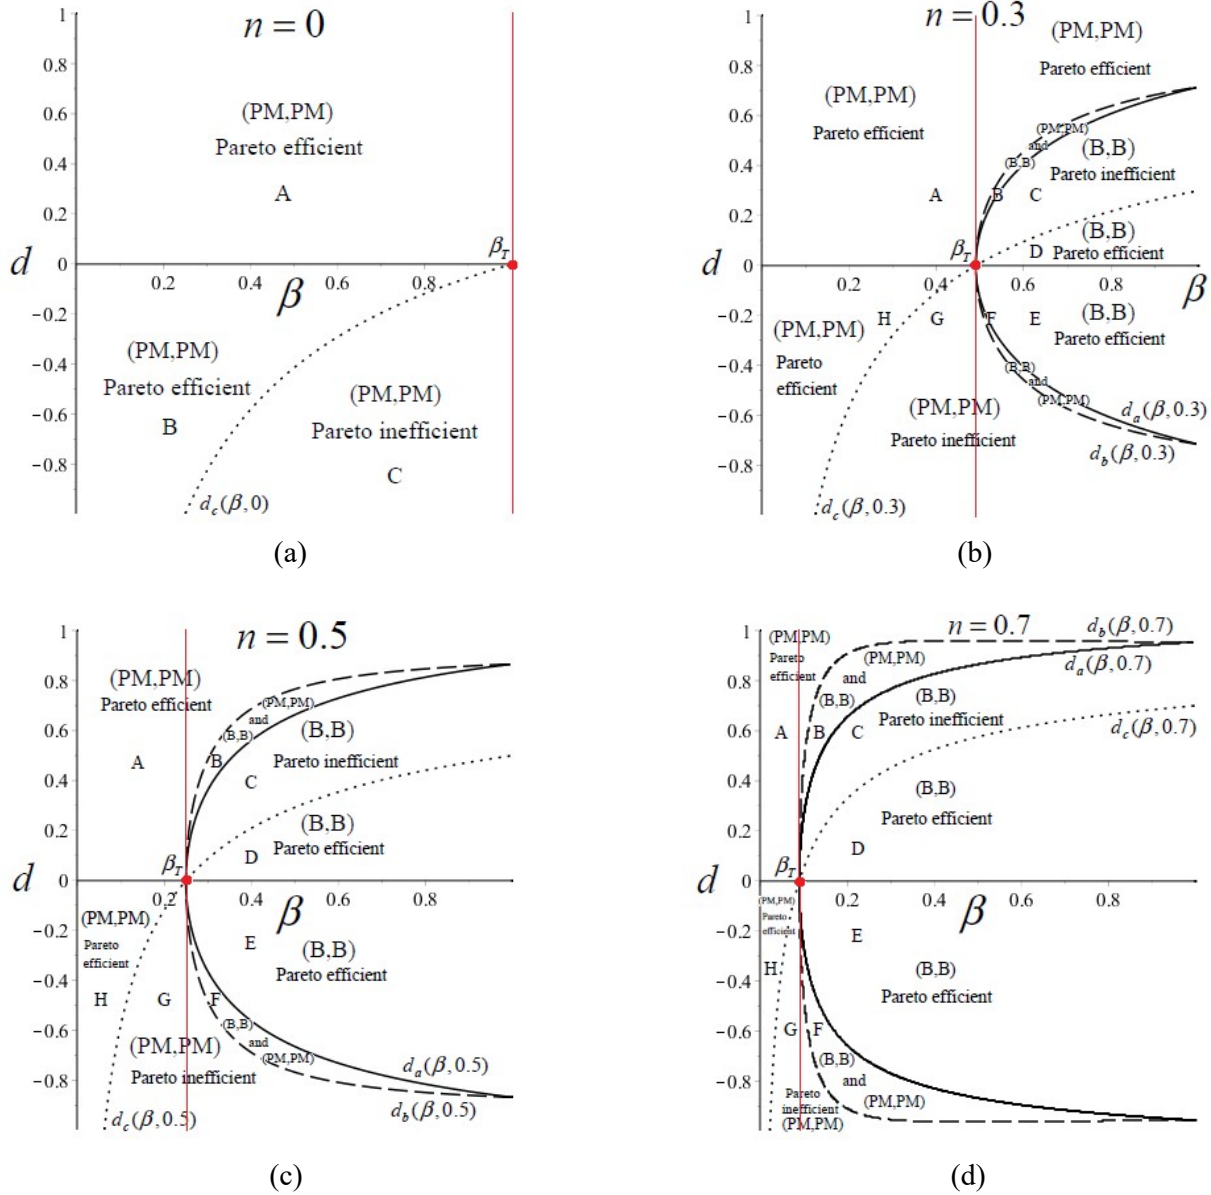 n = 0
1
0.8
0.6
0.4
0.2
0
−0.2
−0.4
−0.6
−0.8
d
(PM,PM)
Pareto efficient
A
β_T
0.2
0.6
0.8
β
(PM,PM)
Pareto efficient
B
(PM,PM)
Pareto inefficient
C
d_c(β,0)
(a)
n = 0.3
1
0.8
0.6
0.4
0.2
0
−0.2
−0.4
−0.6
−0.8
d
(PM,PM)
Pareto efficient
(PM,PM)
Pareto efficient
(PM,PM)
and
(B,B)
(B,B)
Pareto inefficient
A
B
C
(B,B)
D
Pareto efficient
β_T
0.2
0.4
0.6
0.8
β
H
G
F
E
(B,B)
Pareto efficient
(PM,PM)
Pareto
efficient
(B,B)
and
(PM,PM)
(PM,PM)
Pareto inefficient
d_a(β,0.3)
d_b(β,0.3)
d_c(β,0.3)
(b)
n = 0.5
1
0.8
0.6
0.4
0.2
0
−0.2
−0.4
−0.6
−0.8
d
(PM,PM)
Pareto efficient
(PM,PM)
and
(B,B)
(B,B)
Pareto inefficient
A
B
C
(B,B)
Pareto efficient
D
β_T
0.2
0.4
0.8
β
(PM,PM)
Pareto
efficient
E
(B,B)
Pareto efficient
H
G
F
(B,B)
and
(PM,PM)
(PM,PM)
Pareto inefficient
d_a(β,0.5)
d_b(β,0.5)
d_c(β,0.5)
(c)
n = 0.7
1
0.8
0.6
0.4
0.2
0
−0.2
−0.4
−0.6
−0.8
d
d_b(β,0.7)
(PM,PM)
Pareto
efficient
(PM,PM)
and
(B,B)
d_a(β,0.7)
(B,B)
Pareto inefficient
A
B
C
d_c(β,0.7)
(B,B)
Pareto efficient
D
β_T
0.2
0.4
0.6
0.8
β
(PM,PM)
Pareto
efficient
E
H
(B,B)
Pareto efficient
G
F
(B,B)
and
(PM,PM)
Pareto
inefficient
(PM,PM)
(d)